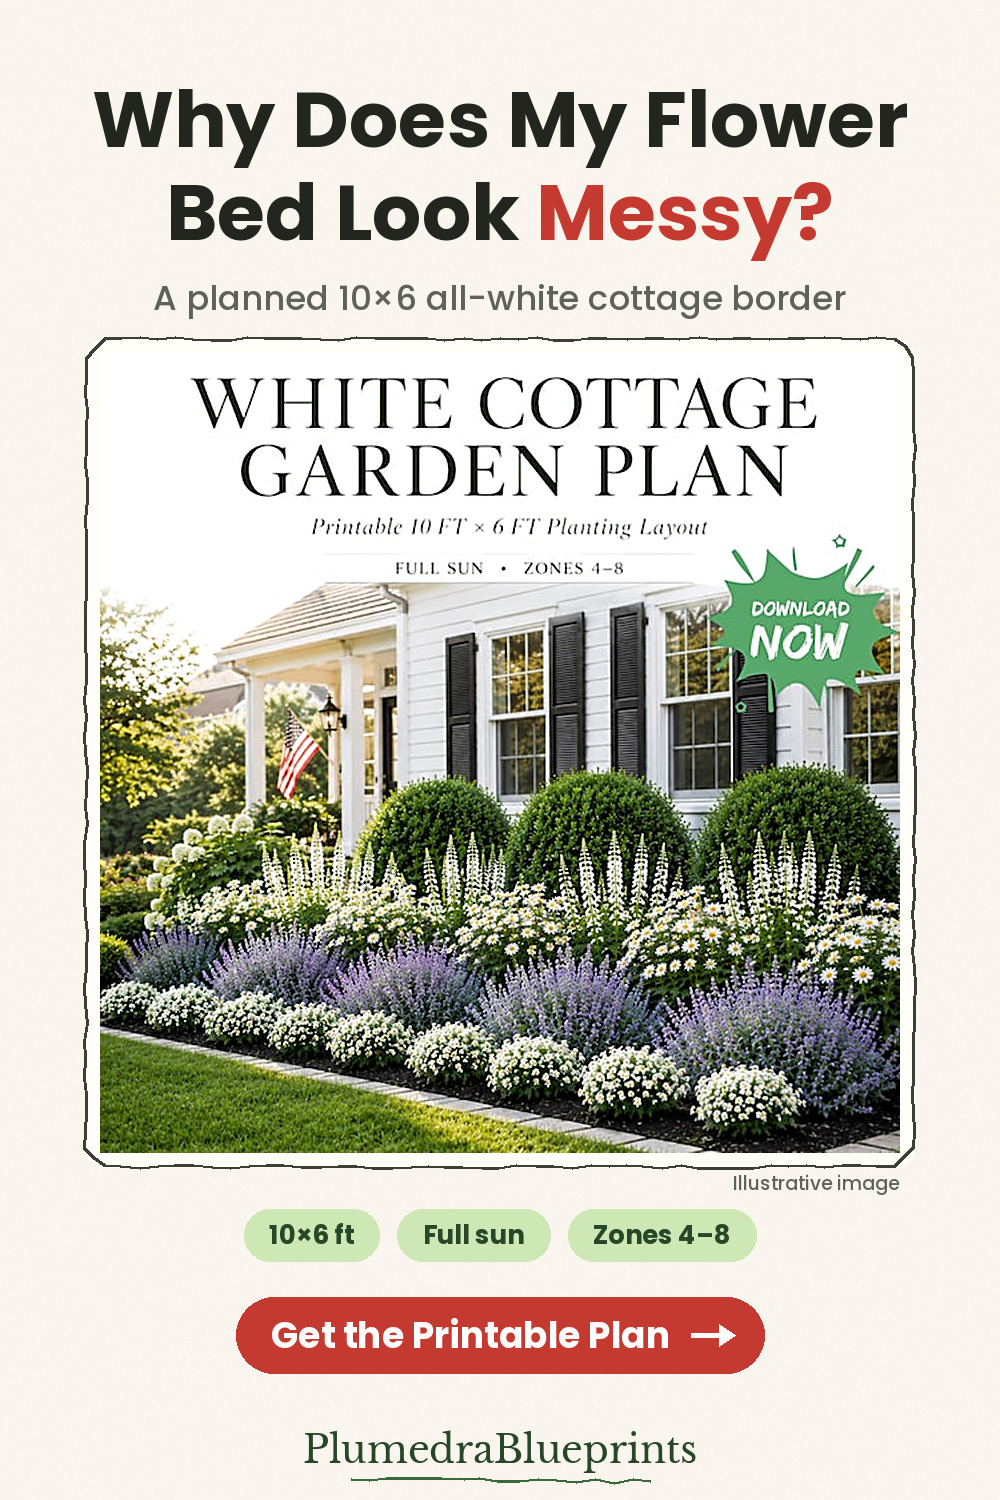 Why Does My Flower
Bed Look Messy?
A planned 10×6 all-white cottage border
WHITE COTTAGE
GARDEN PLAN
Printable 10 FT × 6 FT Planting Layout
FULL SUN • ZONES 4–8
DOWNLOAD
NOW
Illustrative image
10×6 ft
Full sun
Zones 4–8
Get the Printable Plan →
PlumedraBlueprints